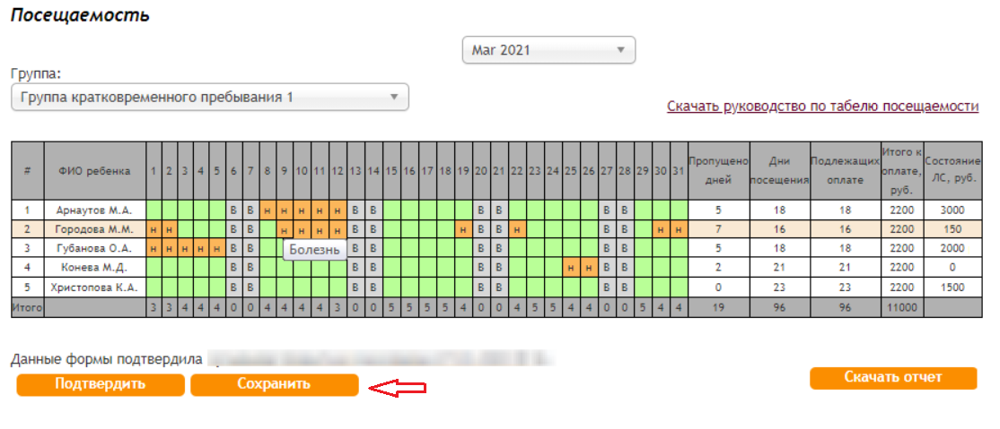 Посещаемость
Mar 2021
Группа:
Группа кратковременного пребывания 1
Скачать руководство по табелю посещаемости
# ФИО ребенка 1 2 3 4 5 6 7 8 9 10 11 12 13 14 15 16 17 18 19 20 21 22 23 24 25 26 27 28 29 30 31 Пропущено дней Дни посещения Подлежащих оплате Итого к оплате, руб. Состояние ЛС, руб.
1 Арнаутов М.А. В В Н Н Н Н Н В В В В В В 5 18 18 2200 3000
2 Городова М.М. Н Н В В Н Н Н Н В В Н В В Н В В Н Н 7 16 16 2200 150
3 Губанова О.А. Н Н Н Н Н В В В В В В В В 5 18 18 2200 2000
Болезнь
4 Конева М.Д. В В В В В В Н Н В В 2 21 21 2200 0
5 Христопова К.А. В В В В В В В В 0 23 23 2200 1500
Итого 3 3 4 4 4 0 0 4 4 4 4 3 0 0 5 5 5 5 4 0 0 4 5 5 4 4 0 0 5 4 4 19 96 96 11000
Данные формы подтвердила
Подтвердить Сохранить Скачать отчет